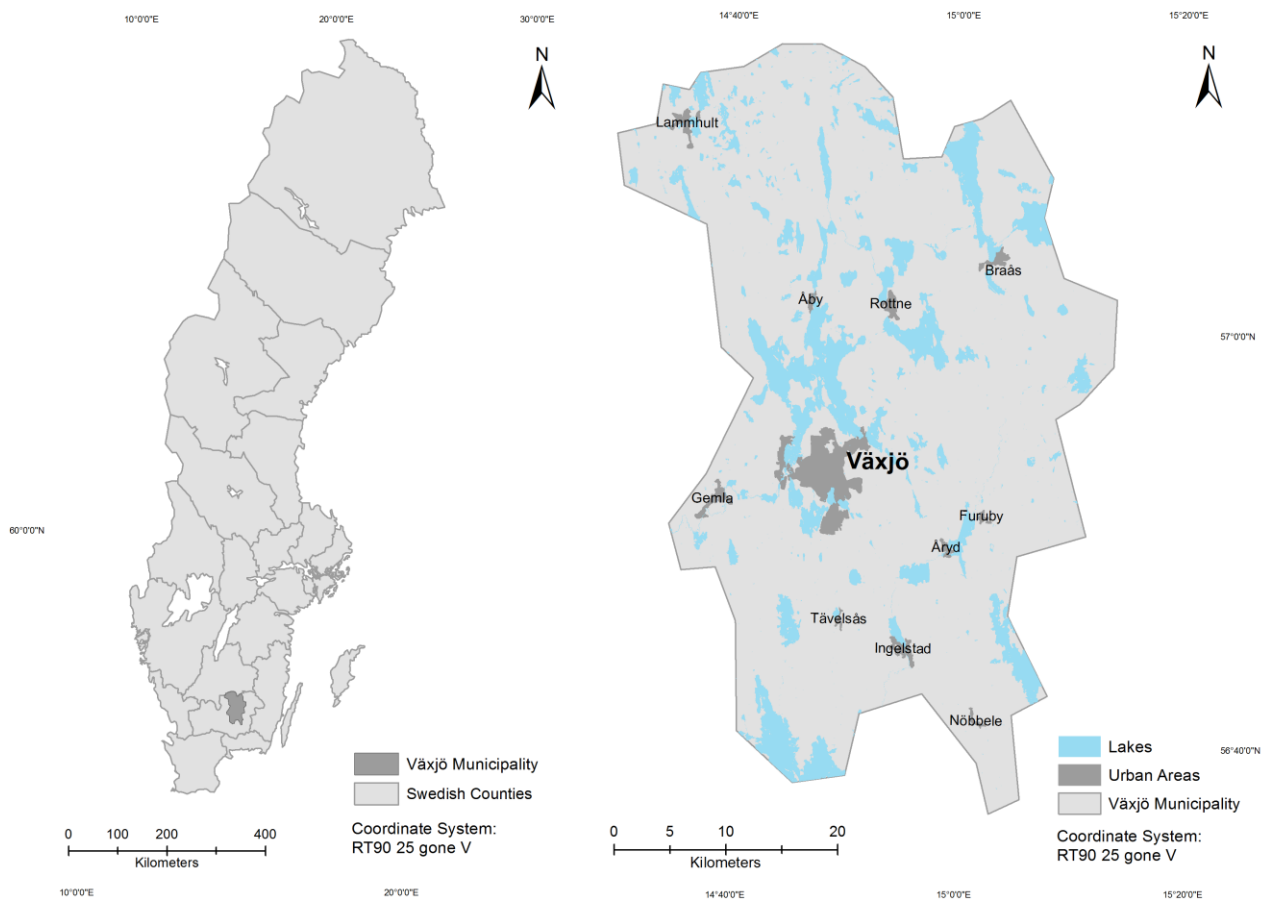 10°0'0"E
20°0'0"E
30°0'0"E
N
60°0'0"N
Växjö Municipality
Swedish Counties
Coordinate System:
RT90 25 gone V
0 100 200 400
Kilometers
10°0'0"E
20°0'0"E
14°40'0"E
15°0'0"E
15°20'0"E
N
Lammhult
Braås
Åby
Rottne
57°0'0"N
Växjö
Gemla
Furuby
Åryd
Tävelsås
Ingelstad
Nöbbele
56°40'0"N
Lakes
Urban Areas
Växjö Municipality
Coordinate System:
RT90 25 gone V
0 5 10 20
Kilometers
14°40'0"E
15°0'0"E
15°20'0"E